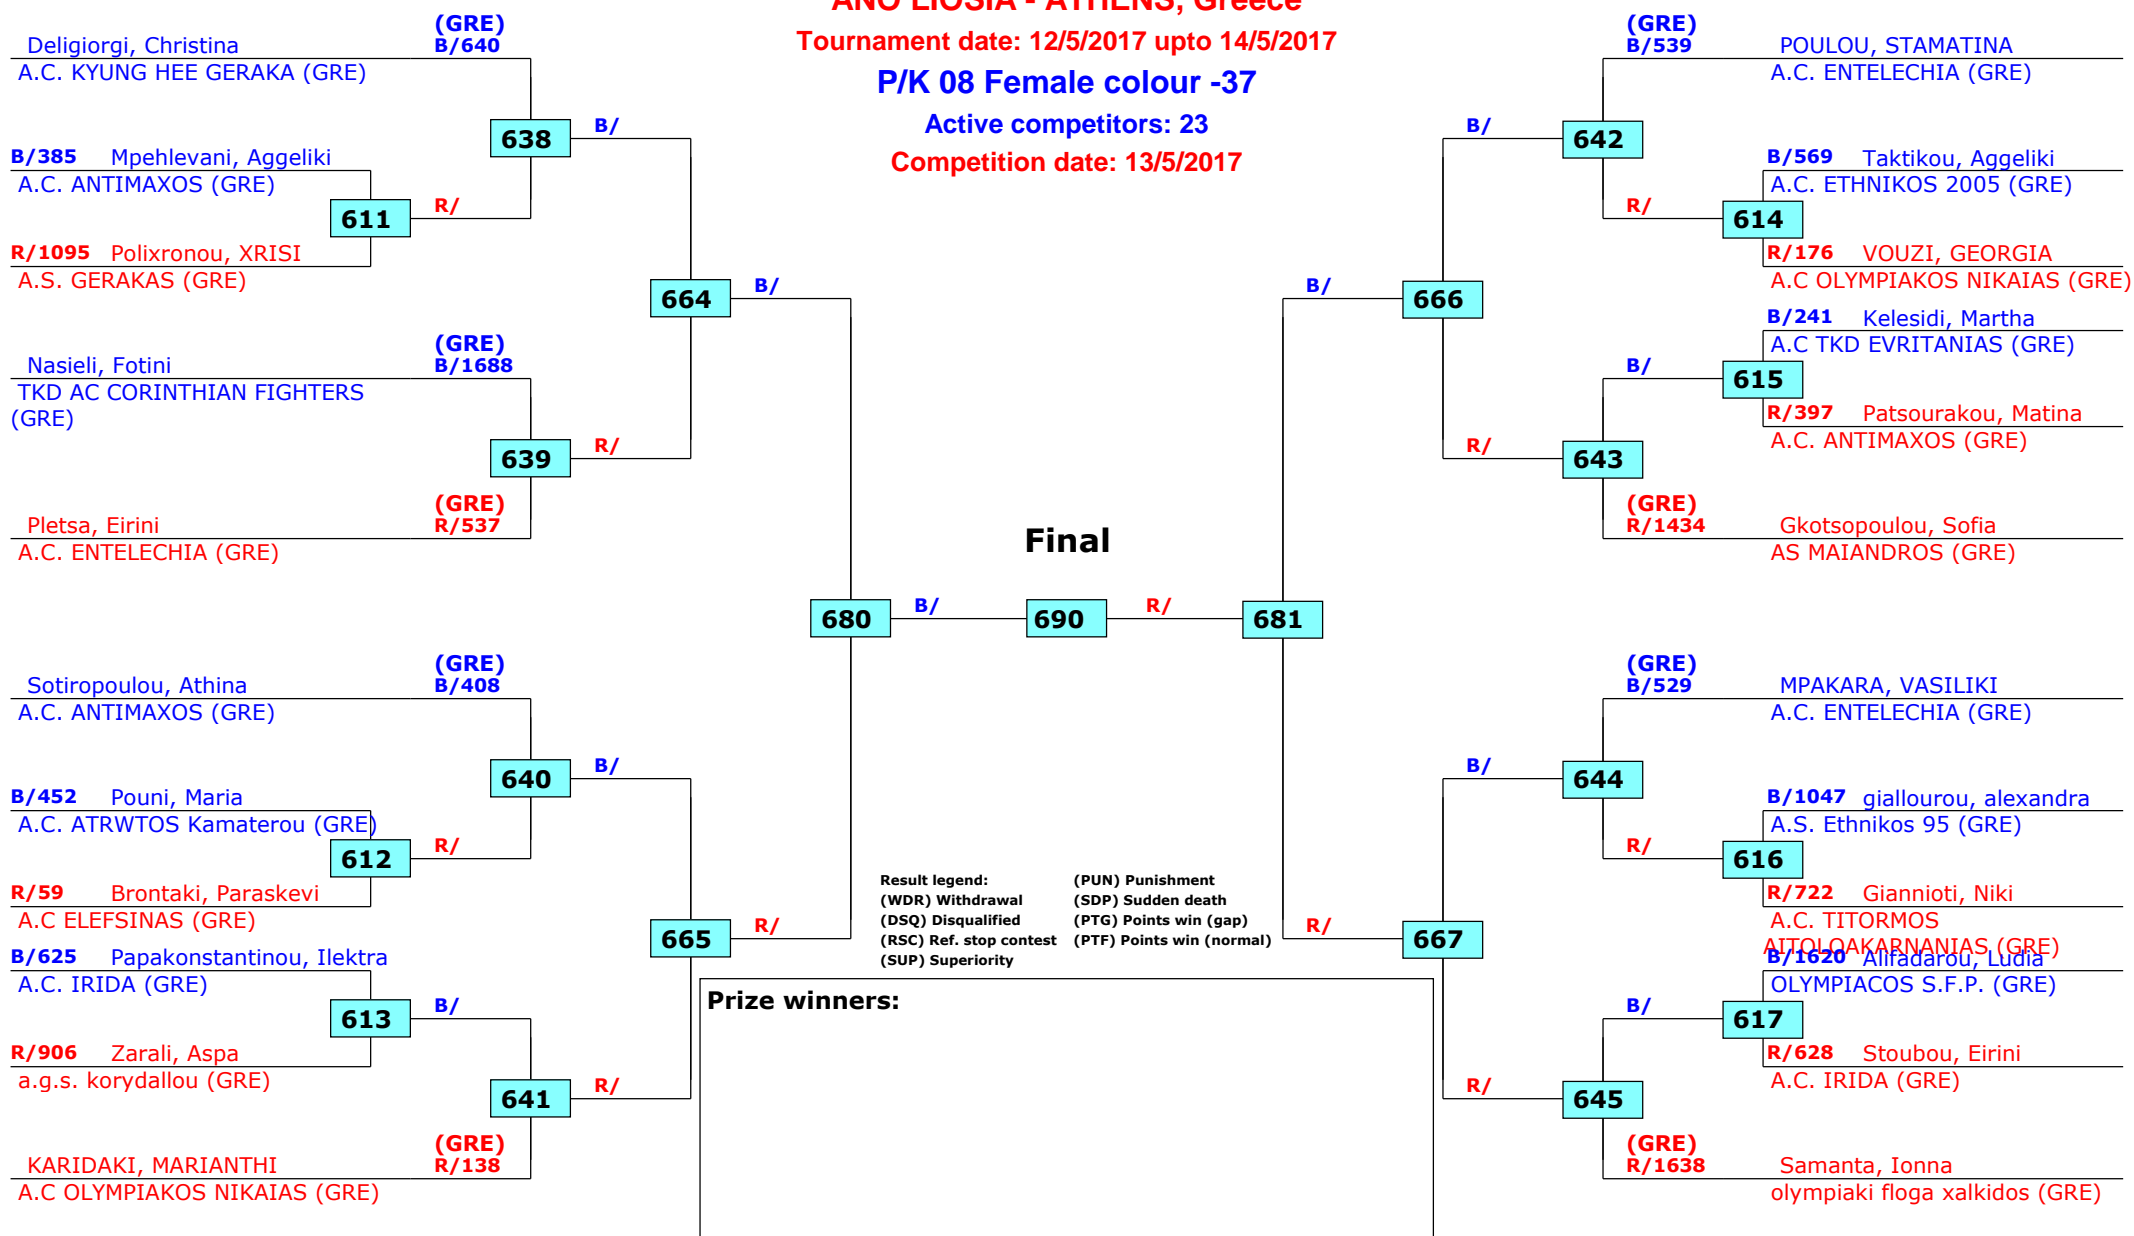 ANO LIOSIA - ATHENS, Greece
Tournament date: 12/5/2017 upto 14/5/2017
P/K 08 Female colour -37
Active competitors: 23
Competition date: 13/5/2017
Deligiorgi, Christina
(GRE)
B/640
A.C. KYUNG HEE GERAKA (GRE)
638
B/
B/385 Mpehlevani, Aggeliki
A.C. ANTIMAXOS (GRE)
611
R/
R/1095 Polixronou, XRISI
A.S. GERAKAS (GRE)
664
B/
Nasieli, Fotini
(GRE)
B/1688
TKD AC CORINTHIAN FIGHTERS
(GRE)
639
R/
Pletsa, Eirini
(GRE)
R/537
A.C. ENTELECHIA (GRE)
680
B/
Sotiropoulou, Athina
(GRE)
B/408
A.C. ANTIMAXOS (GRE)
640
B/
B/452 Pouni, Maria
A.C. ATRWTOS Kamaterou (GRE)
612
R/
R/59 Brontaki, Paraskevi
A.C ELEFSINAS (GRE)
665
R/
B/625 Papakonstantinou, Ilektra
A.C. IRIDA (GRE)
613
B/
R/906 Zarali, Aspa
a.g.s. korydallou (GRE)
641
R/
KARIDAKI, MARIANTHI
(GRE)
R/138
A.C OLYMPIAKOS NIKAIAS (GRE)
Final
690
R/
681
(GRE)
B/539 POULOU, STAMATINA
A.C. ENTELECHIA (GRE)
B/
642
B/569 Taktikou, Aggeliki
A.C. ETHNIKOS 2005 (GRE)
R/
614
R/176 VOUZI, GEORGIA
A.C OLYMPIAKOS NIKAIAS (GRE)
B/
666
B/241 Kelesidi, Martha
A.C TKD EVRITANIAS (GRE)
B/
615
R/397 Patsourakou, Matina
A.C. ANTIMAXOS (GRE)
R/
643
(GRE)
R/1434 Gkotsopoulou, Sofia
AS MAIANDROS (GRE)
(GRE)
B/529 MPAKARA, VASILIKI
A.C. ENTELECHIA (GRE)
B/
644
B/1047 giallourou, alexandra
A.S. Ethnikos 95 (GRE)
R/
616
R/722 Giannioti, Niki
A.C. TITORMOS
AITOLOAKARNANIAS (GRE)
R/
667
B/1620 Alifadarou, Ludia
OLYMPIACOS S.F.P. (GRE)
B/
617
R/628 Stoubou, Eirini
A.C. IRIDA (GRE)
R/
645
(GRE)
R/1638 Samanta, Ionna
olympiaki floga xalkidos (GRE)
Result legend: (PUN) Punishment
(WDR) Withdrawal (SDP) Sudden death
(DSQ) Disqualified (PTG) Points win (gap)
(RSC) Ref. stop contest (PTF) Points win (normal)
(SUP) Superiority
Prize winners: